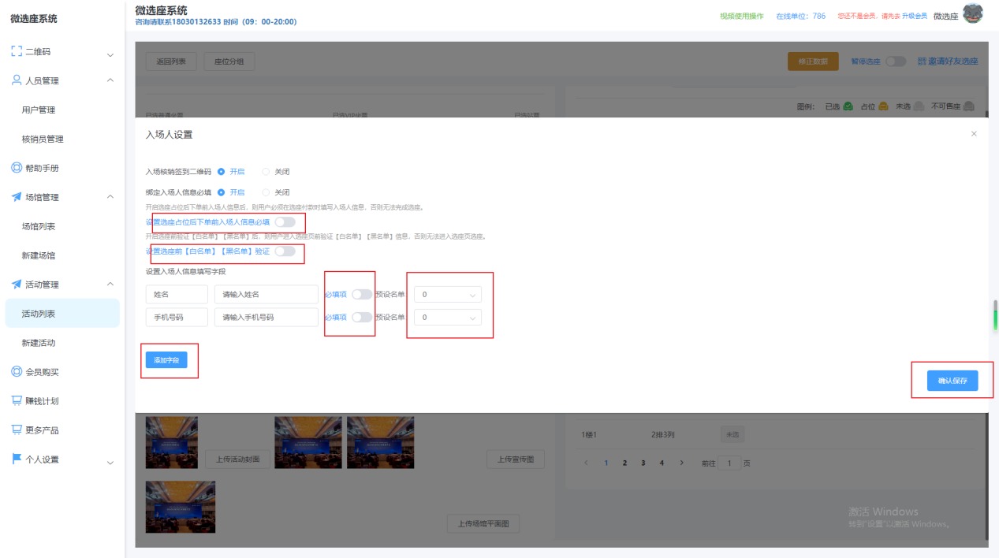 微选座系统
微选座系统
咨询请联系18030132633 时间（09：00-20:00）
视频使用操作 在线单位：786 您还不是会员，请先去 升级会员 微选座
二维码
人员管理
用户管理
核销员管理
帮助手册
场馆管理
场馆列表
新建场馆
活动管理
活动列表
新建活动
会员购买
赚钱计划
更多产品
个人设置
返回列表 座位分组 修正数据 暂停选座 邀请好友选座
图例： 已选 占位 未选 不可售座
已选普通坐票 已选VIP坐票 已选站票
入场人设置
入场核销签到二维码 开启 关闭
绑定入场人信息必填 开启 关闭
开启选座占位后下单前入场人信息后，则用户必须在选座付款时填写入场人信息，否则无法完成选座。
设置选座占位后下单前入场人信息必填
开启选座前验证【白名单】【黑名单】后，则用户进入选座页前验证【白名单】【黑名单】信息，否则无法进入选座页选座。
设置选座前【白名单】【黑名单】验证
设置入场人信息填写字段
姓名 请输入姓名 必填项 预设名单 0
手机号码 请输入手机号码 必填项 预设名单 0
添加字段
确认保存
上传活动封面 上传宣传图
上传场馆平面图
1楼1 2排3列 未选
1 2 3 4 前往 1 页
激活 Windows
转到"设置"以激活 Windows。